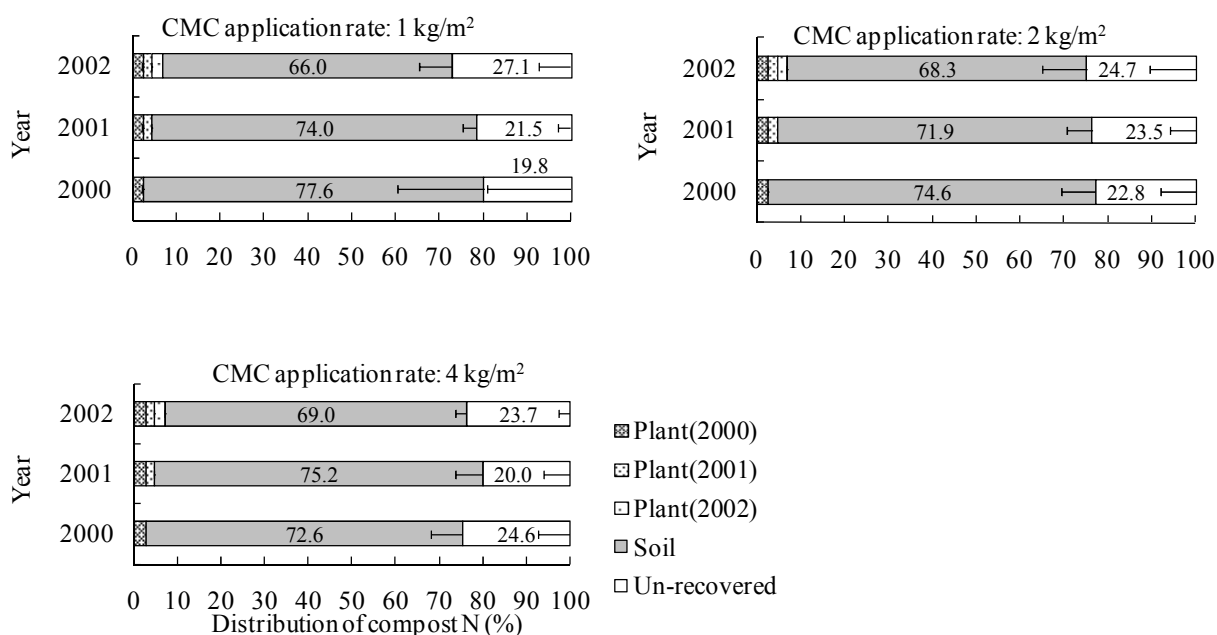 CMC application rate: 1 kg/m²
2002
66.0
27.1
2001
74.0
21.5
2000
77.6
19.8
Year
0 10 20 30 40 50 60 70 80 90 100
CMC application rate: 2 kg/m²
2002
68.3
24.7
2001
71.9
23.5
2000
74.6
22.8
Year
0 10 20 30 40 50 60 70 80 90 100
CMC application rate: 4 kg/m²
2002
69.0
23.7
2001
75.2
20.0
2000
72.6
24.6
Year
0 10 20 30 40 50 60 70 80 90 100
Distribution of compost N (%)
Plant(2000)
Plant(2001)
Plant(2002)
Soil
Un-recovered